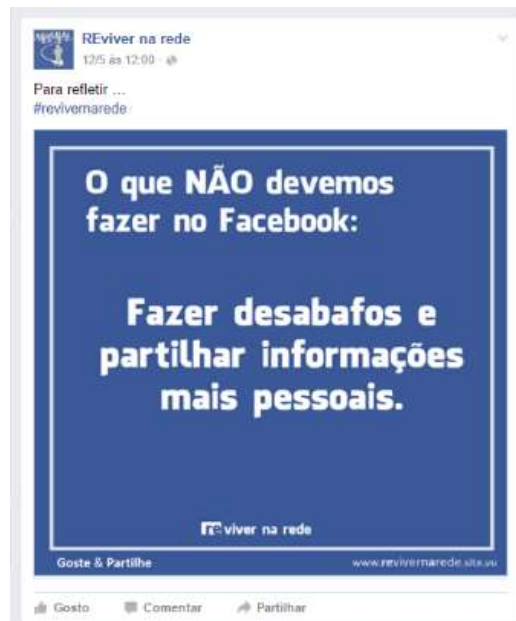 REviver na rede
12/5 às 12:00
Para refletir ...
#revivernarede
O que NÃO devemos
fazer no Facebook:
Fazer desabafos e
partilhar informações
mais pessoais.
reviver na rede
Goste & Partilhe
www.revivernarede.site.vu
Gosto
Comentar
Partilhar